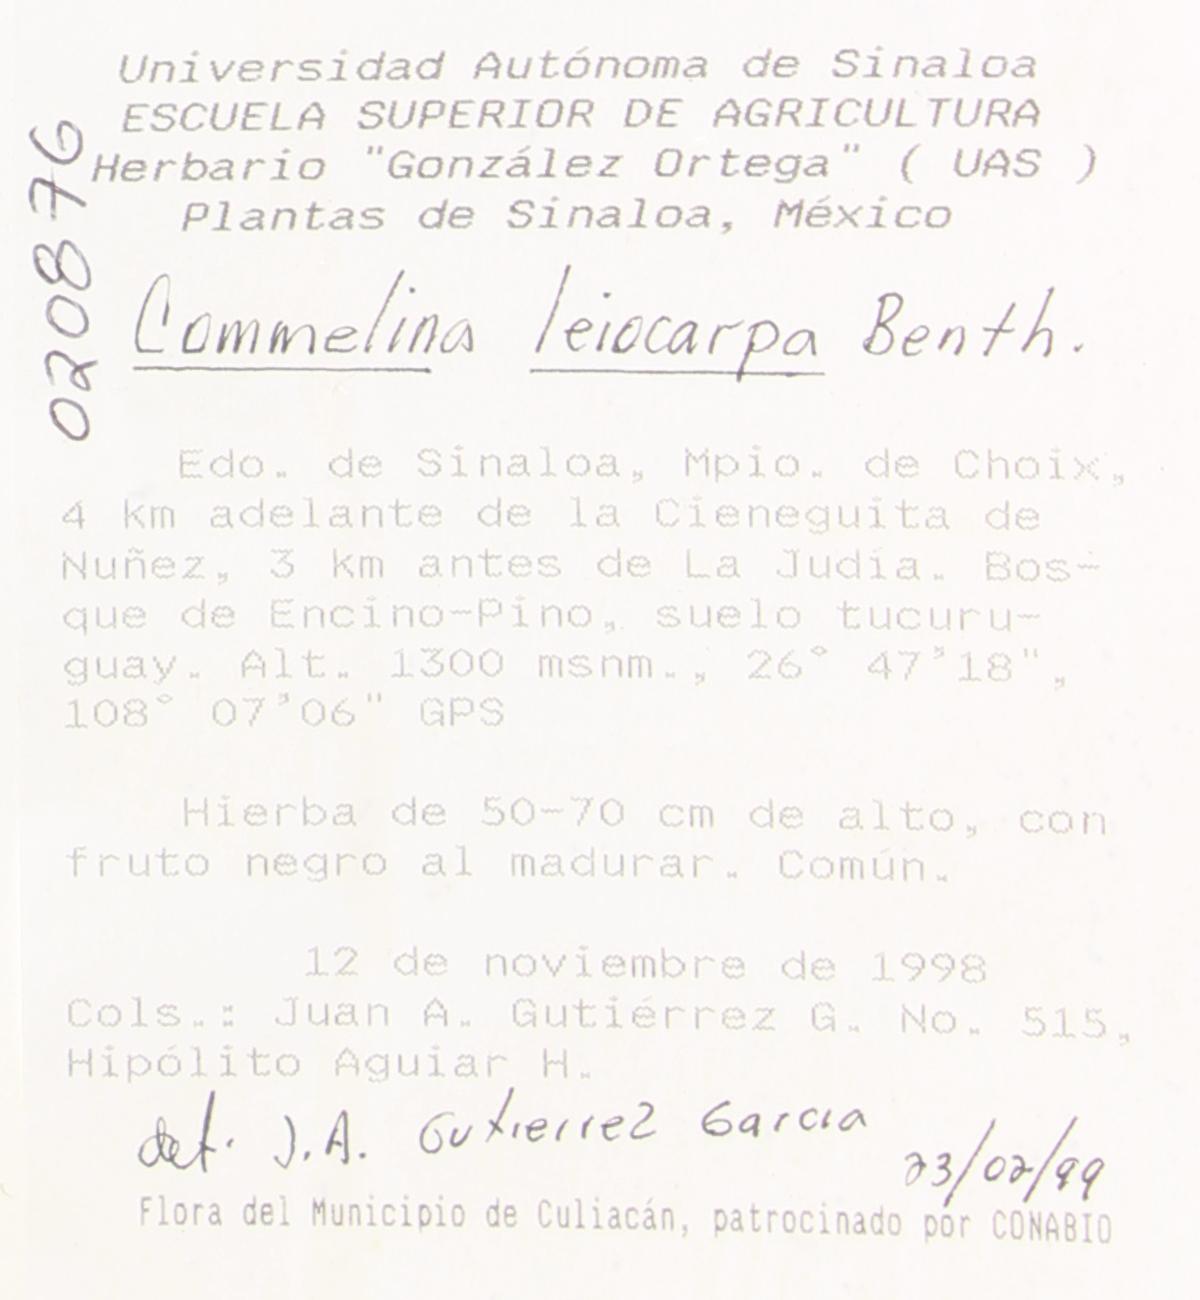 Universidad Autónoma de Sinaloa
ESCUELA SUPERIOR DE AGRICULTURA
Herbario "González Ortega" ( UAS )
Plantas de Sinaloa, México
020876
Commelina leiocarpa Benth.
Edo. de Sinaloa, Mpio. de Choix,
4 km adelante de la Cieneguita de
Nuñez, 3 km antes de La Judía. Bos-
que de Encino-Pino, suelo tucuru-
guay. Alt. 1300 msnm., 26° 47'18",
108° 07'06" GPS
Hierba de 50-70 cm de alto, con
fruto negro al madurar. Común.
12 de noviembre de 1998
Cols.: Juan A. Gutiérrez G. No. 515,
Hipólito Aguiar H.
det. J.A. Gutierrez Garcia
23/02/99
Flora del Municipio de Culiacán, patrocinado por CONABIO